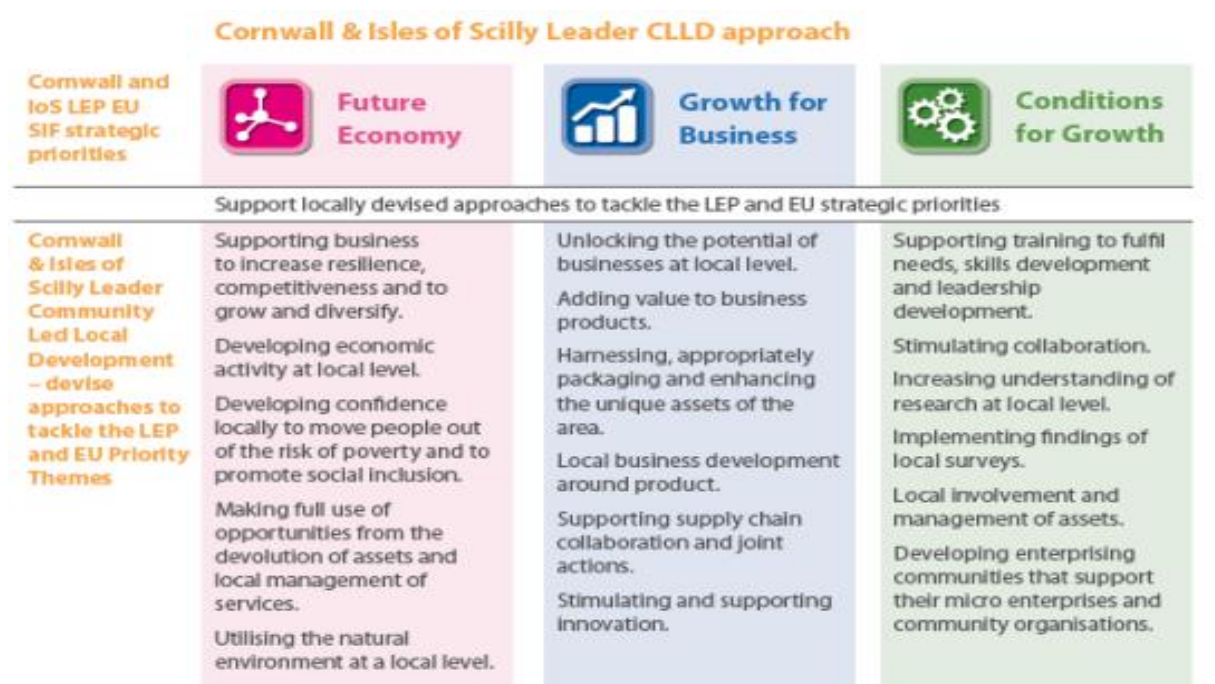 Cornwall & Isles of Scilly Leader CLLD approach
Cornwall and
IoS LEP EU
SIF strategic
priorities
Future
Economy
Growth for
Business
Conditions
for Growth
Support locally devised approaches to tackle the LEP and EU strategic priorities
Cornwall
& Isles of
Scilly Leader
Community
Led Local
Development
– devise
approaches to
tackle the LEP
and EU Priority
Themes
Supporting business
to increase resilience,
competitiveness and to
grow and diversify.
Developing economic
activity at local level.
Developing confidence
locally to move people out
of the risk of poverty and to
promote social inclusion.
Making full use of
opportunities from the
devolution of assets and
local management of
services.
Utilising the natural
environment at a local level.
Unlocking the potential of
businesses at local level.
Adding value to business
products.
Harnessing, appropriately
packaging and enhancing
the unique assets of the
area.
Local business development
around product.
Supporting supply chain
collaboration and joint
actions.
Stimulating and supporting
innovation.
Supporting training to fulfil
needs, skills development
and leadership
development.
Stimulating collaboration.
Increasing understanding of
research at local level.
Implementing findings of
local surveys.
Local involvement and
management of assets.
Developing enterprising
communities that support
their micro enterprises and
community organisations.